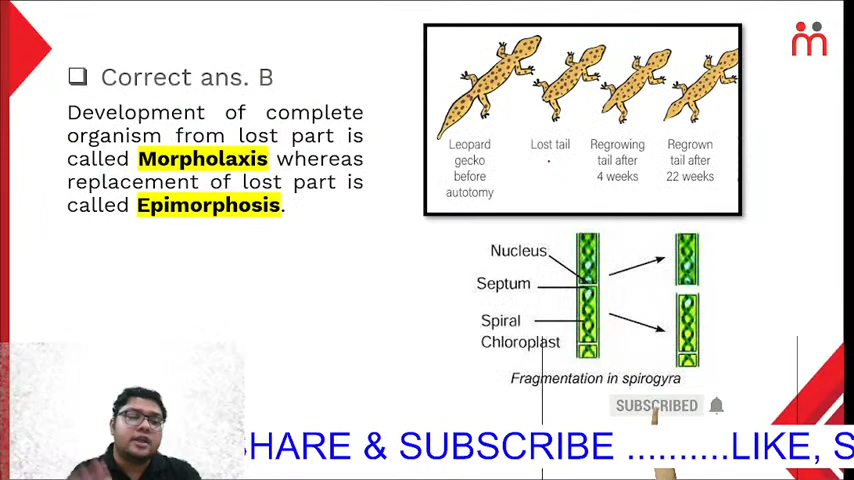 ❑ Correct ans. B
Development of complete
organism from lost part is
called Morpholaxis whereas
replacement of lost part is
called Epimorphosis.
Leopard
gecko
before
autotomy
Lost tail
Regrowing
tail after
4 weeks
Regrown
tail after
22 weeks
Nucleus
Septum
Spiral
Chloroplast
Fragmentation in spirogyra
SUBSCRIBED
HARE & SUBSCRIBE ..........LIKE, S